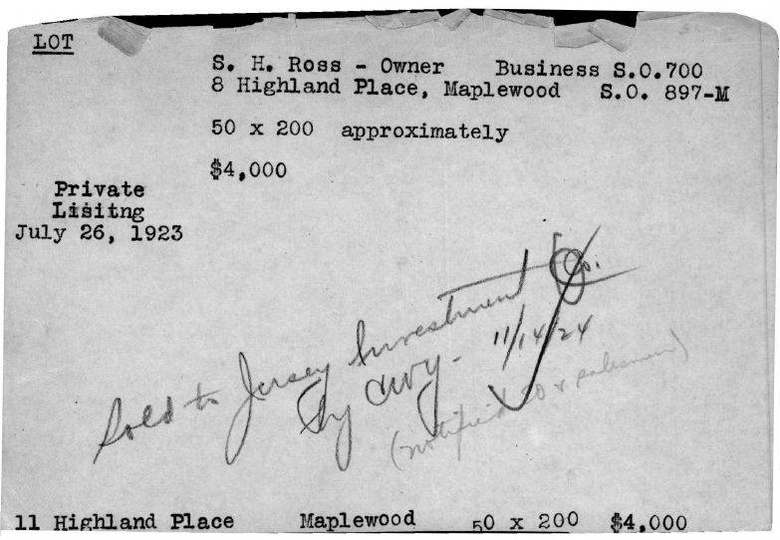 LOT
S. H. Ross - Owner Business S.O.700
8 Highland Place, Maplewood S.O. 897-M
50 x 200 approximately
$4,000
Private
Lisitng
July 26, 1923
Sold to Jersey Investment Co.
by
11/14/24
(notified
11 Highland Place Maplewood 50 x 200 $4,000